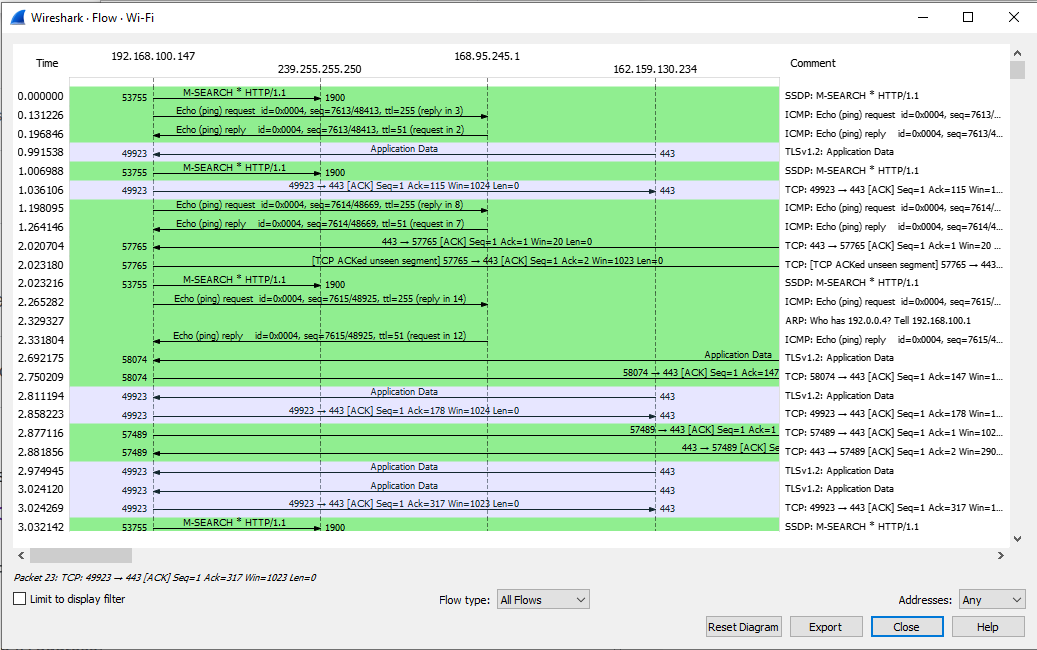 Wireshark · Flow · Wi-Fi
Time 192.168.100.147 239.255.255.250 168.95.245.1 162.159.130.234 Comment
0.000000 53755 M-SEARCH * HTTP/1.1 1900 SSDP: M-SEARCH * HTTP/1.1
0.131226 Echo (ping) request id=0x0004, seq=7613/48413, ttl=255 (reply in 3) ICMP: Echo (ping) request id=0x0004, seq=7613/...
0.196846 Echo (ping) reply id=0x0004, seq=7613/48413, ttl=51 (request in 2) ICMP: Echo (ping) reply id=0x0004, seq=7613/4...
0.991538 49923 Application Data 443 TLSv1.2: Application Data
1.006988 53755 M-SEARCH * HTTP/1.1 1900 SSDP: M-SEARCH * HTTP/1.1
1.036106 49923 49923 → 443 [ACK] Seq=1 Ack=115 Win=1024 Len=0 443 TCP: 49923 → 443 [ACK] Seq=1 Ack=115 Win=1...
1.198095 Echo (ping) request id=0x0004, seq=7614/48669, ttl=255 (reply in 8) ICMP: Echo (ping) request id=0x0004, seq=7614/...
1.264146 Echo (ping) reply id=0x0004, seq=7614/48669, ttl=51 (request in 7) ICMP: Echo (ping) reply id=0x0004, seq=7614/4...
2.020704 57765 443 → 57765 [ACK] Seq=1 Ack=1 Win=20 Len=0 TCP: 443 → 57765 [ACK] Seq=1 Ack=1 Win=20 ...
2.023180 57765 [TCP ACKed unseen segment] 57765 → 443 [ACK] Seq=1 Ack=2 Win=1023 Len=0 TCP: [TCP ACKed unseen segment] 57765 → 443...
2.023216 53755 M-SEARCH * HTTP/1.1 1900 SSDP: M-SEARCH * HTTP/1.1
2.265282 Echo (ping) request id=0x0004, seq=7615/48925, ttl=255 (reply in 14) ICMP: Echo (ping) request id=0x0004, seq=7615/...
2.329327 ARP: Who has 192.0.0.4? Tell 192.168.100.1
2.331804 Echo (ping) reply id=0x0004, seq=7615/48925, ttl=51 (request in 12) ICMP: Echo (ping) reply id=0x0004, seq=7615/4...
2.692175 58074 Application Data TLSv1.2: Application Data
2.750209 58074 58074 → 443 [ACK] Seq=1 Ack=147 TCP: 58074 → 443 [ACK] Seq=1 Ack=147 Win=1...
2.811194 49923 Application Data 443 TLSv1.2: Application Data
2.858223 49923 49923 → 443 [ACK] Seq=1 Ack=178 Win=1024 Len=0 443 TCP: 49923 → 443 [ACK] Seq=1 Ack=178 Win=1...
2.877116 57489 57489 → 443 [ACK] Seq=1 Ack=1 TCP: 57489 → 443 [ACK] Seq=1 Ack=1 Win=102...
2.881856 57489 443 → 57489 [ACK] Se TCP: 443 → 57489 [ACK] Seq=1 Ack=2 Win=290...
2.974945 49923 Application Data 443 TLSv1.2: Application Data
3.024120 49923 Application Data 443 TLSv1.2: Application Data
3.024269 49923 49923 → 443 [ACK] Seq=1 Ack=317 Win=1023 Len=0 443 TCP: 49923 → 443 [ACK] Seq=1 Ack=317 Win=1...
3.032142 53755 M-SEARCH * HTTP/1.1 1900 SSDP: M-SEARCH * HTTP/1.1
Packet 23: TCP: 49923 → 443 [ACK] Seq=1 Ack=317 Win=1023 Len=0
Limit to display filter Flow type: All Flows Addresses: Any
Reset Diagram Export Close Help